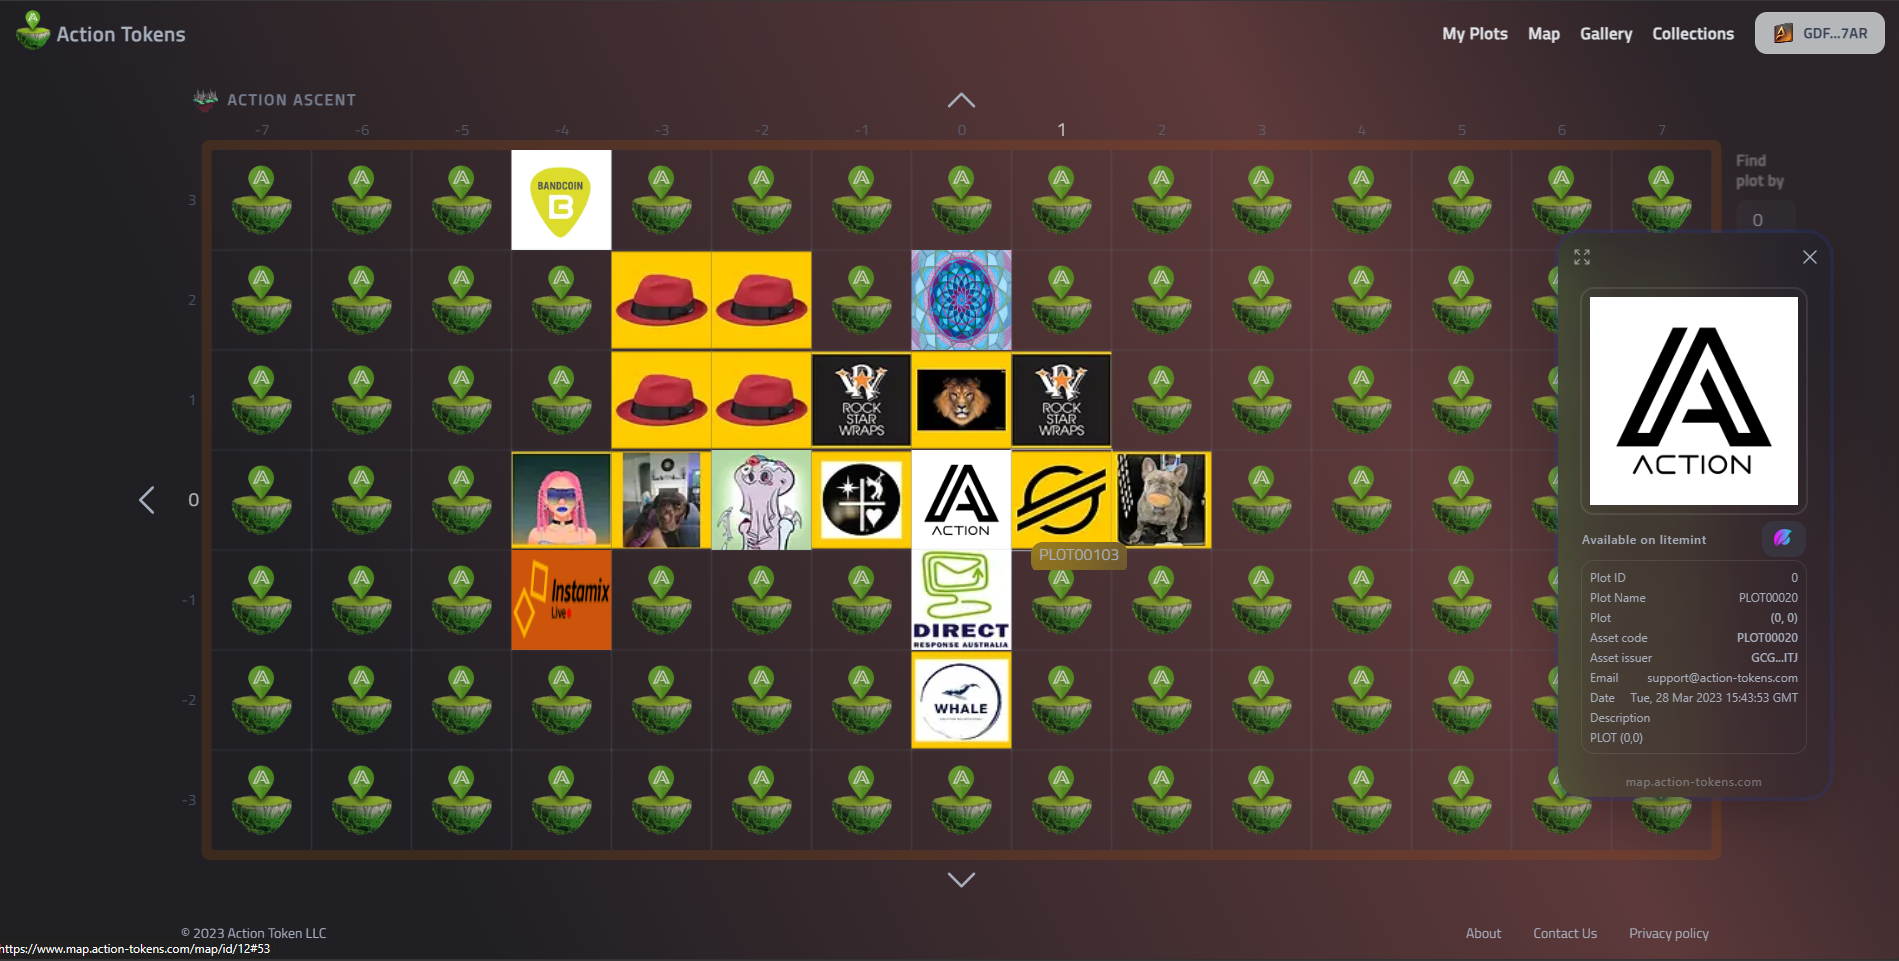 Action Tokens
My Plots
Map
Gallery
Collections
GDF...7AR
ACTION ASCENT
-7 -6 -5 -4 -3 -2 -1 0 1 2 3 4 5 6 7
Find
plot by
0
3
BANDCOIN
B
2
1
ROCK
STAR
WRAPS
ROCK
STAR
WRAPS
0
ACTION
PLOT00103
-1
Instamix
Live
DIRECT
RESPONSE AUSTRALIA
-2
WHALE
-3
ACTION
Available on litemint
Plot ID 0
Plot Name PLOT00020
Plot (0, 0)
Asset code PLOT00020
Asset issuer GCG...ITJ
Email support@action-tokens.com
Date Tue, 28 Mar 2023 15:43:53 GMT
Description
PLOT (0,0)
map.action-tokens.com
© 2023 Action Token LLC
About
Contact Us
Privacy policy
https://www.map.action-tokens.com/map/id/12#53